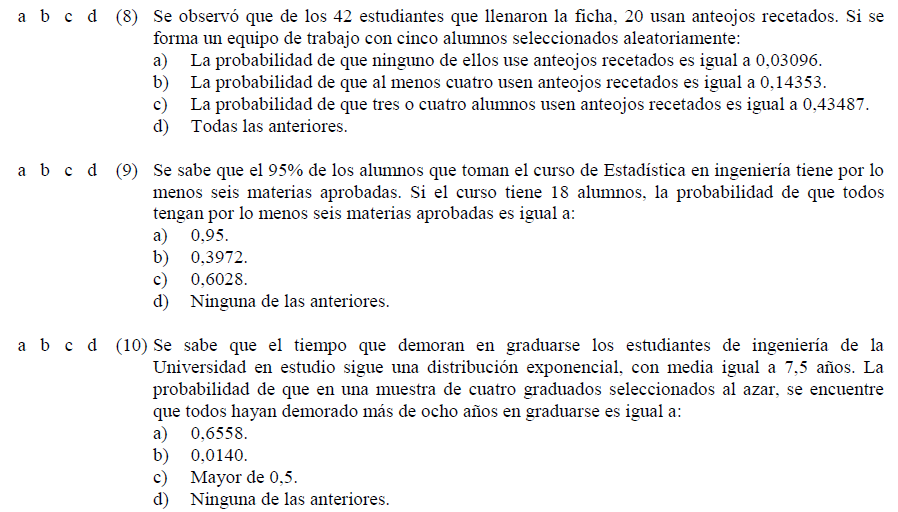 a b c d (8) Se observó que de los 42 estudiantes que llenaron la ficha, 20 usan anteojos recetados. Si se
forma un equipo de trabajo con cinco alumnos seleccionados aleatoriamente:
a) La probabilidad de que ninguno de ellos use anteojos recetados es igual a 0,03096.
b) La probabilidad de que al menos cuatro usen anteojos recetados es igual a 0,14353.
c) La probabilidad de que tres o cuatro alumnos usen anteojos recetados es igual a 0,43487.
d) Todas las anteriores.
a b c d (9) Se sabe que el 95% de los alumnos que toman el curso de Estadística en ingeniería tiene por lo
menos seis materias aprobadas. Si el curso tiene 18 alumnos, la probabilidad de que todos
tengan por lo menos seis materias aprobadas es igual a:
a) 0,95.
b) 0,3972.
c) 0,6028.
d) Ninguna de las anteriores.
a b c d (10) Se sabe que el tiempo que demoran en graduarse los estudiantes de ingeniería de la
Universidad en estudio sigue una distribución exponencial, con media igual a 7,5 años. La
probabilidad de que en una muestra de cuatro graduados seleccionados al azar, se encuentre
que todos hayan demorado más de ocho años en graduarse es igual a:
a) 0,6558.
b) 0,0140.
c) Mayor de 0,5.
d) Ninguna de las anteriores.